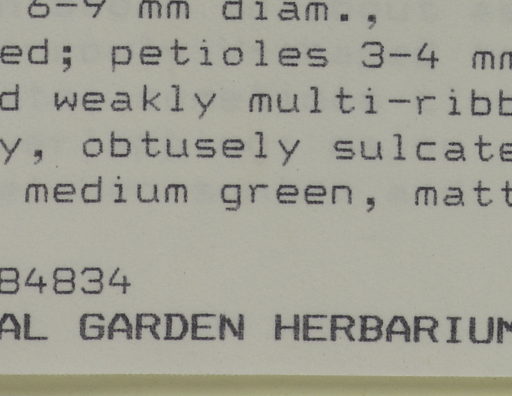 6-9 mm diam.,
ed; petioles 3-4 mm
d weakly multi-ribb
y, obtusely sulcate
medium green, matt
84834
AL GARDEN HERBARIUM